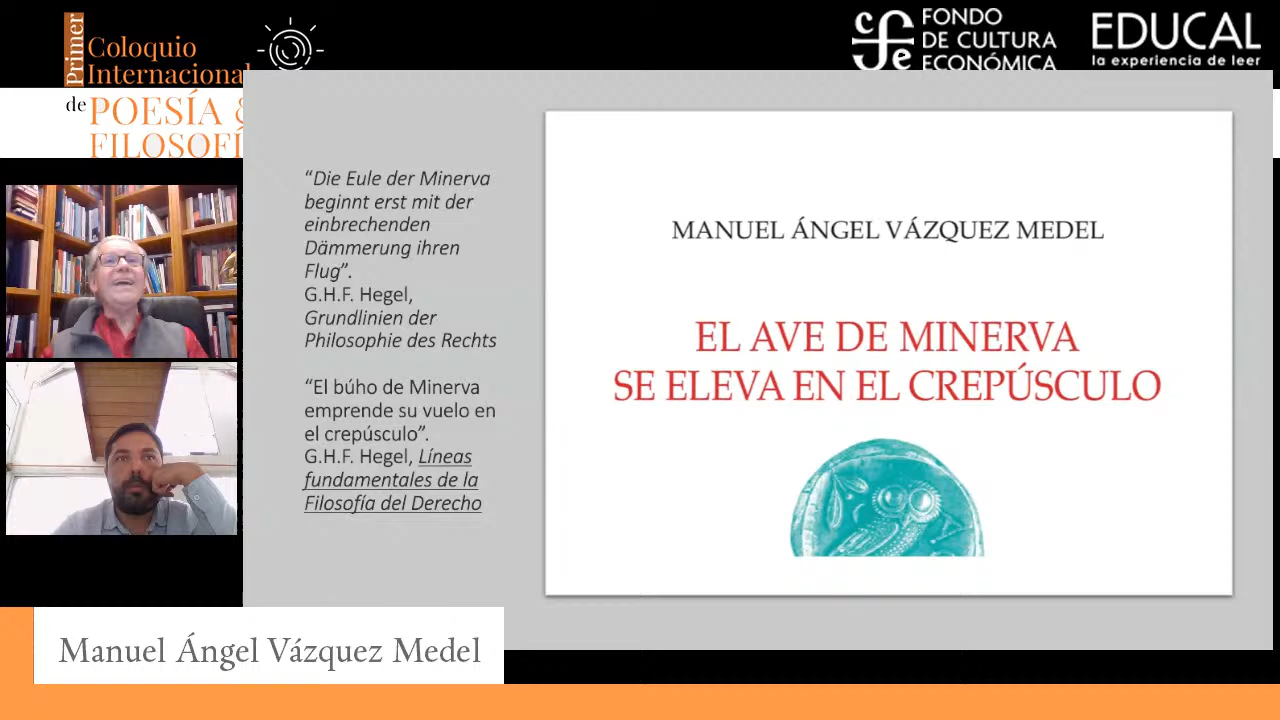 Primer
Coloquio
Internacional
de POESÍA &
FILOSOFÍ
FONDO
DE CULTURA
ECONÓMICA
EDUCAL
la experiencia de leer
“Die Eule der Minerva
beginnt erst mit der
einbrechenden
Dämmerung ihren
Flug”.
G.H.F. Hegel,
Grundlinien der
Philosophie des Rechts
“El búho de Minerva
emprende su vuelo en
el crepúsculo”.
G.H.F. Hegel, Líneas
fundamentales de la
Filosofía del Derecho
MANUEL ÁNGEL VÁZQUEZ MEDEL
EL AVE DE MINERVA
SE ELEVA EN EL CREPÚSCULO
Manuel Ángel Vázquez Medel